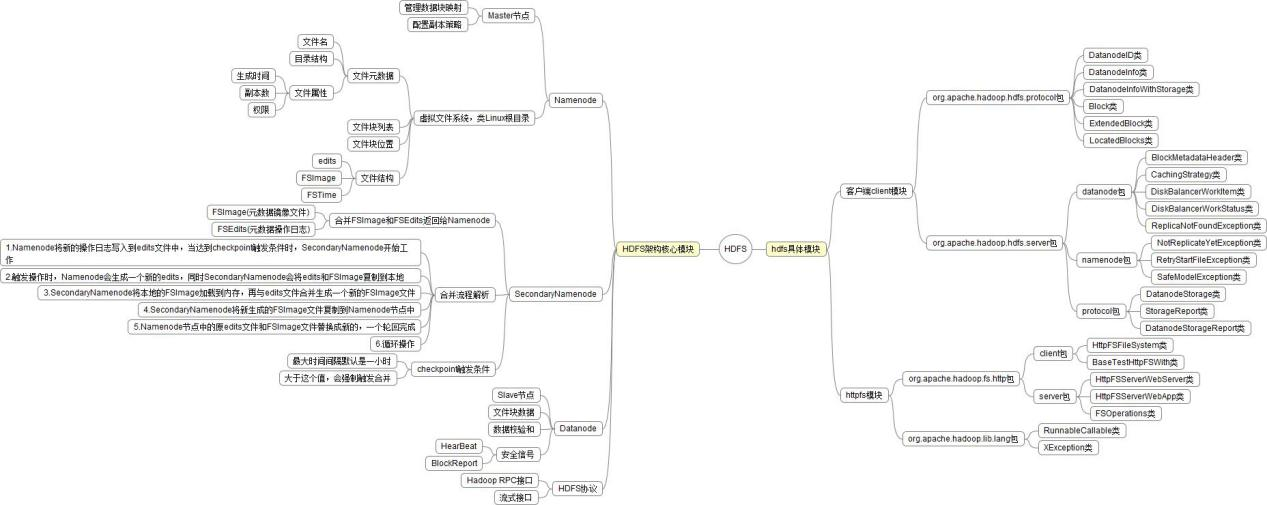 HDFS
HDFS架构核心模块
Namenode
Master节点
管理数据块映射
配置副本策略
虚拟文件系统，类Linux根目录
文件元数据
文件名
目录结构
文件属性
生成时间
副本数
权限
文件块列表
文件块位置
文件结构
edits
FSImage
FSTime
SecondaryNamenode
合并FSImage和FSEdits返回给Namenode
FSImage(元数据镜像文件)
FSEdits(元数据操作日志)
合并流程解析
1.Namenode将新的操作日志写入到edits文件中，当达到checkpoint触发条件时，SecondaryNamenode开始工
作
2.触发操作时，Namenode会生成一个新的edits，同时SecondaryNamenode会将edits和FSImage复制到本地
3.SecondaryNamenode将本地的FSImage加载到内存，再与edits文件合并生成一个新的FSImage文件
4.SecondaryNamenode将新生成的FSImage文件复制到Namenode节点中
5.Namenode节点中的原edits文件和FSImage文件替换成新的，一个轮回完成
6.循环操作
checkpoint触发条件
最大时间间隔默认是一小时
大于这个值，会强制触发合并
Datanode
Slave节点
文件块数据
数据校验和
安全信号
HearBeat
BlockReport
HDFS协议
Hadoop RPC接口
流式接口
hdfs具体模块
客户端client模块
org.apache.hadoop.hdfs.protocol包
DatanodeID类
DatanodeInfo类
DatanodeInfoWithStorage类
Block类
ExtendedBlock类
LocatedBlocks类
org.apache.hadoop.hdfs.server包
datanode包
BlockMetadataHeader类
CachingStrategy类
DiskBalancerWorkItem类
DiskBalancerWorkStatus类
ReplicaNotFoundException类
namenode包
NotReplicateYetException类
RetryStartFileException类
SafeModelException类
protocol包
DatanodeStorage类
StorageReport类
DatanodeStorageReport类
httpfs模块
org.apache.hadoop.fs.http包
client包
HttpFSFileSystem类
BaseTestHttpFSWith类
server包
HttpFSServerWebServer类
HttpFSServerWebApp类
FSOperations类
org.apache.hadoop.lib.lang包
RunnableCallable类
XException类